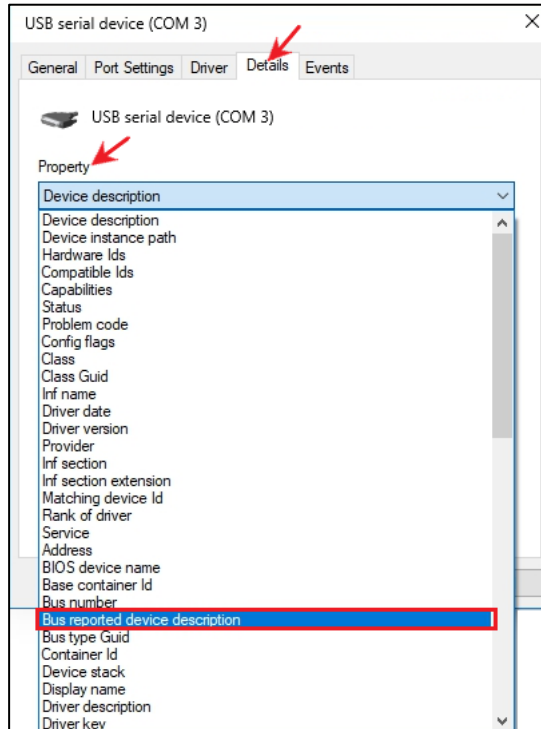 USB serial device (COM 3)
General Port Settings Driver Details Events
USB serial device (COM 3)
Property
Device description
Device description
Device instance path
Hardware Ids
Compatible Ids
Capabilities
Status
Problem code
Config flags
Class
Class Guid
Inf name
Driver date
Driver version
Provider
Inf section
Inf section extension
Matching device Id
Rank of driver
Service
Address
BIOS device name
Base container Id
Bus number
Bus reported device description
Bus type Guid
Container Id
Device stack
Display name
Driver description
Driver key